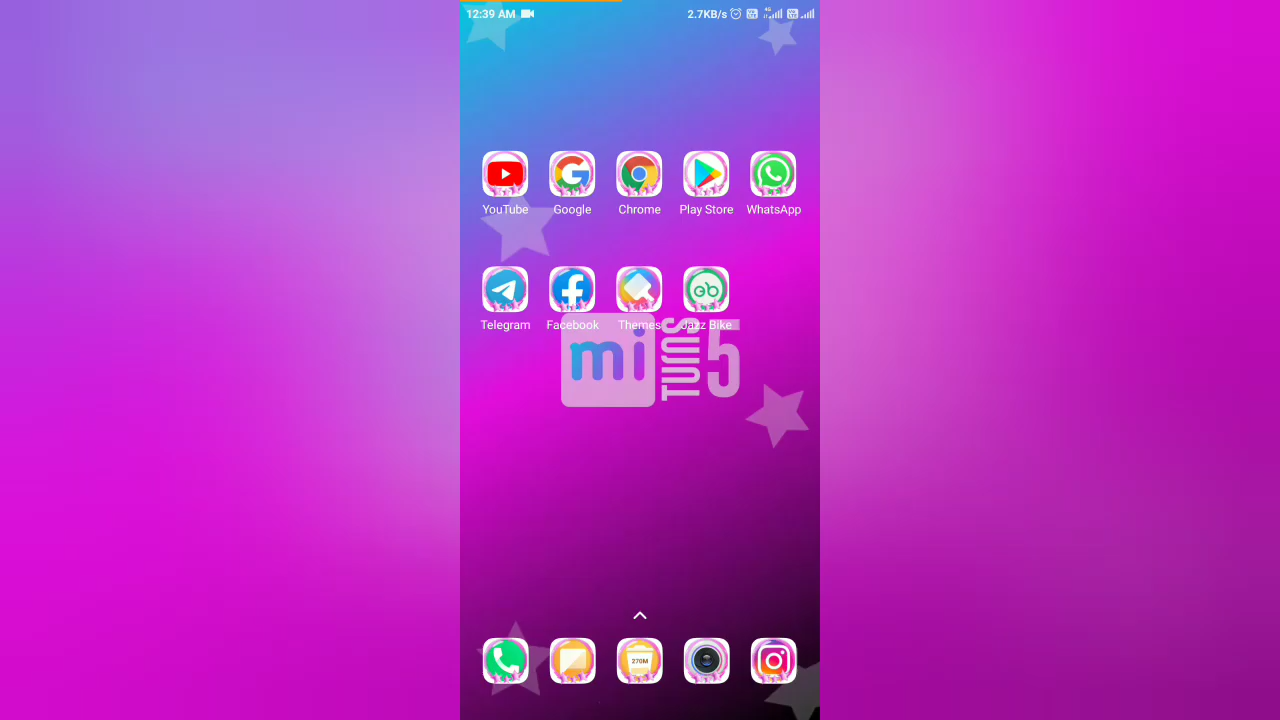 12:39 AM 2.7KB/s
YouTube Google Chrome Play Store WhatsApp
Telegram Facebook Themes Jazz Bike
mi TURNS 5
270M